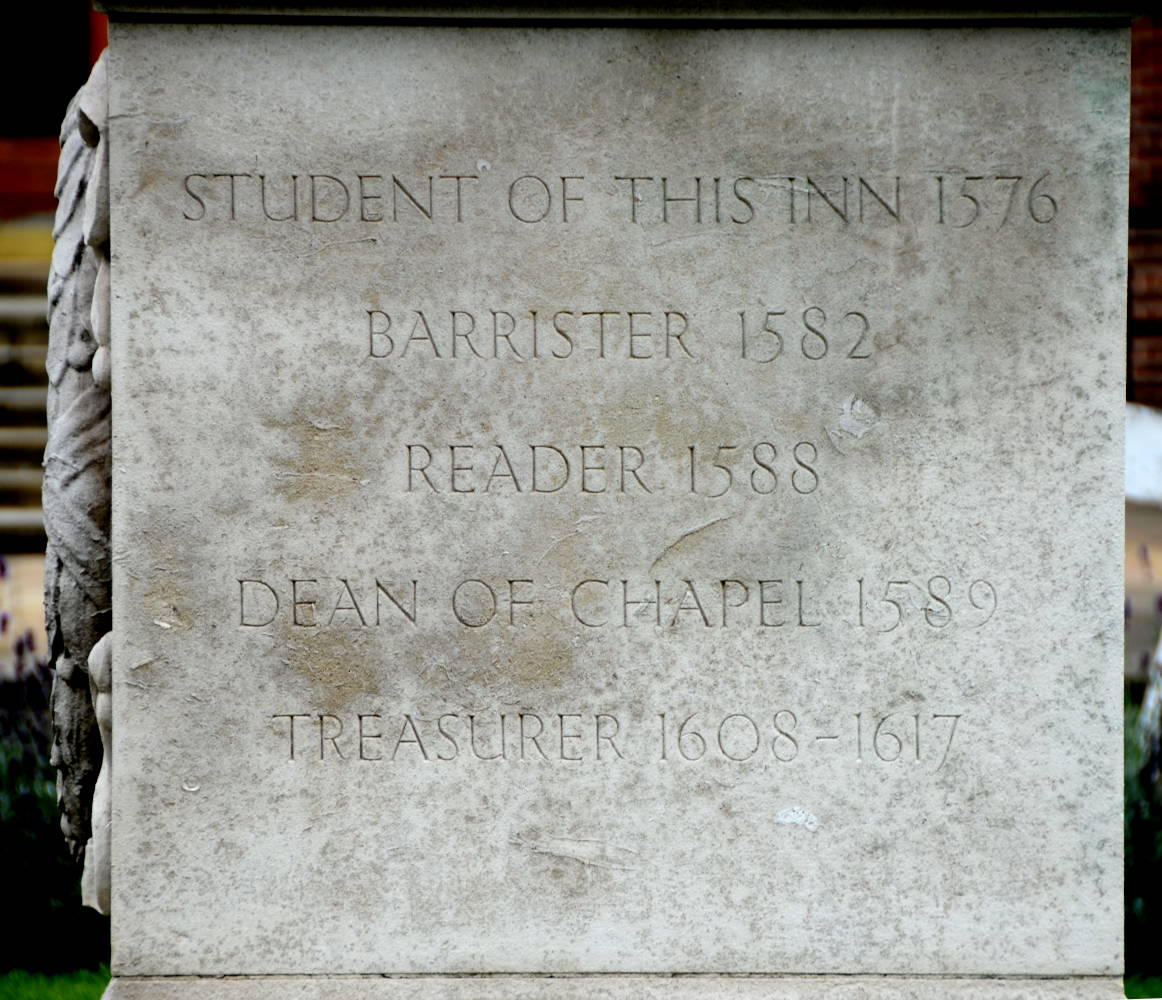 STUDENT OF THIS INN 1576
BARRISTER 1582
READER 1588
DEAN OF CHAPEL 1589
TREASURER 1608-1617